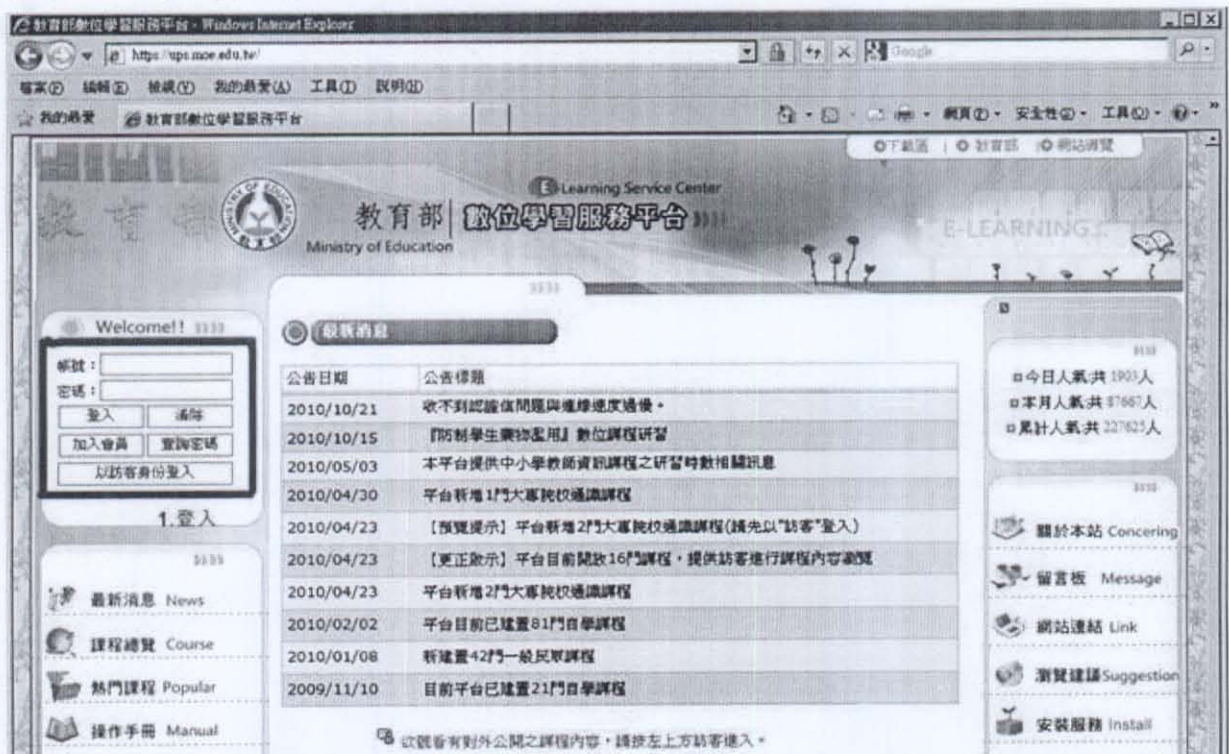 教育部數位學習服務平台 - Windows Internet Explorer
https://ups.moe.edu.tw/
Google
檔案(F) 編輯(E) 檢視(V) 我的最愛(A) 工具(T) 說明(H)
我的最愛 教育部數位學習服務平台
網頁(P) 安全性(S) 工具(O)
下載區 | 教育部 | 網站導覽
教育部
MINISTRY OF EDUCATION
教育部
E-Learning Service Center
教育部 數位學習服務平台
Ministry of Education
E-LEARNING
Welcome!!
帳號:
密碼:
登入 清除
加入會員 查詢密碼
以訪客身份登入
1.登入
最新消息 News
課程總覽 Course
熱門課程 Popular
操作手冊 Manual
最新消息
公告日期 公告標題
2010/10/21 收不到認證信問題與連線速度過慢。
2010/10/15 『防制學生藥物濫用』數位課程研習
2010/05/03 本平台提供中小學教師資訊課程之研習時數相關訊息
2010/04/30 平台新增1門大專院校通識課程
2010/04/23 【預覽提示】平台新增2門大專院校通識課程(請先以"訪客"登入)
2010/04/23 【更正啟示】平台目前開放16門課程,提供訪客進行課程內容瀏覽
2010/04/23 平台新增2門大專院校通識課程
2010/02/02 平台目前已建置81門自學課程
2010/01/08 新建置42門一般民眾課程
2009/11/10 目前平台已建置21門自學課程
欲觀看有對外公開之課程內容,請按左上方訪客進入。
今日人氣:共 1903人
本月人氣:共 87667人
累計人氣:共 227625人
關於本站 Concering
留言板 Message
網站連結 Link
瀏覽建議 Suggestion
安裝服務 Install